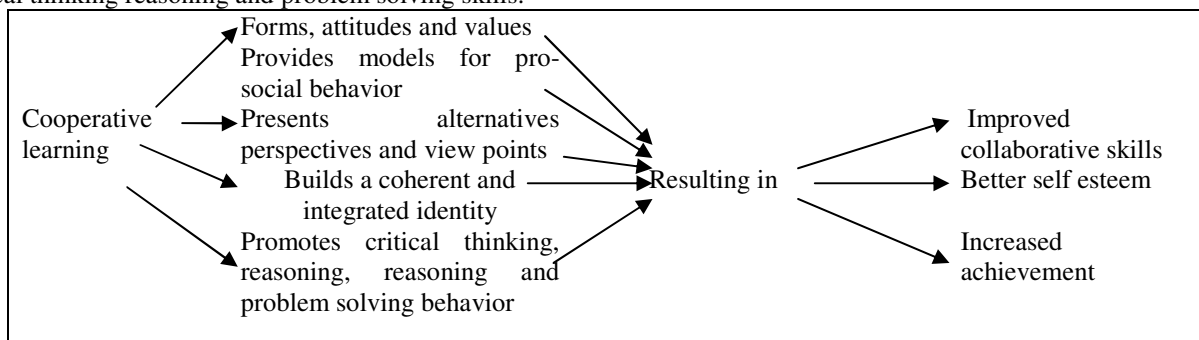 al thinking reasoning and problem solving skills.
Forms, attitudes and values
Provides models for pro-
social behavior
Cooperative
learning
Presents alternatives
perspectives and view points
Builds a coherent and
integrated identity
Promotes critical thinking,
reasoning, reasoning and
problem solving behavior
Resulting in
Improved
collaborative skills
Better self esteem
Increased
achievement